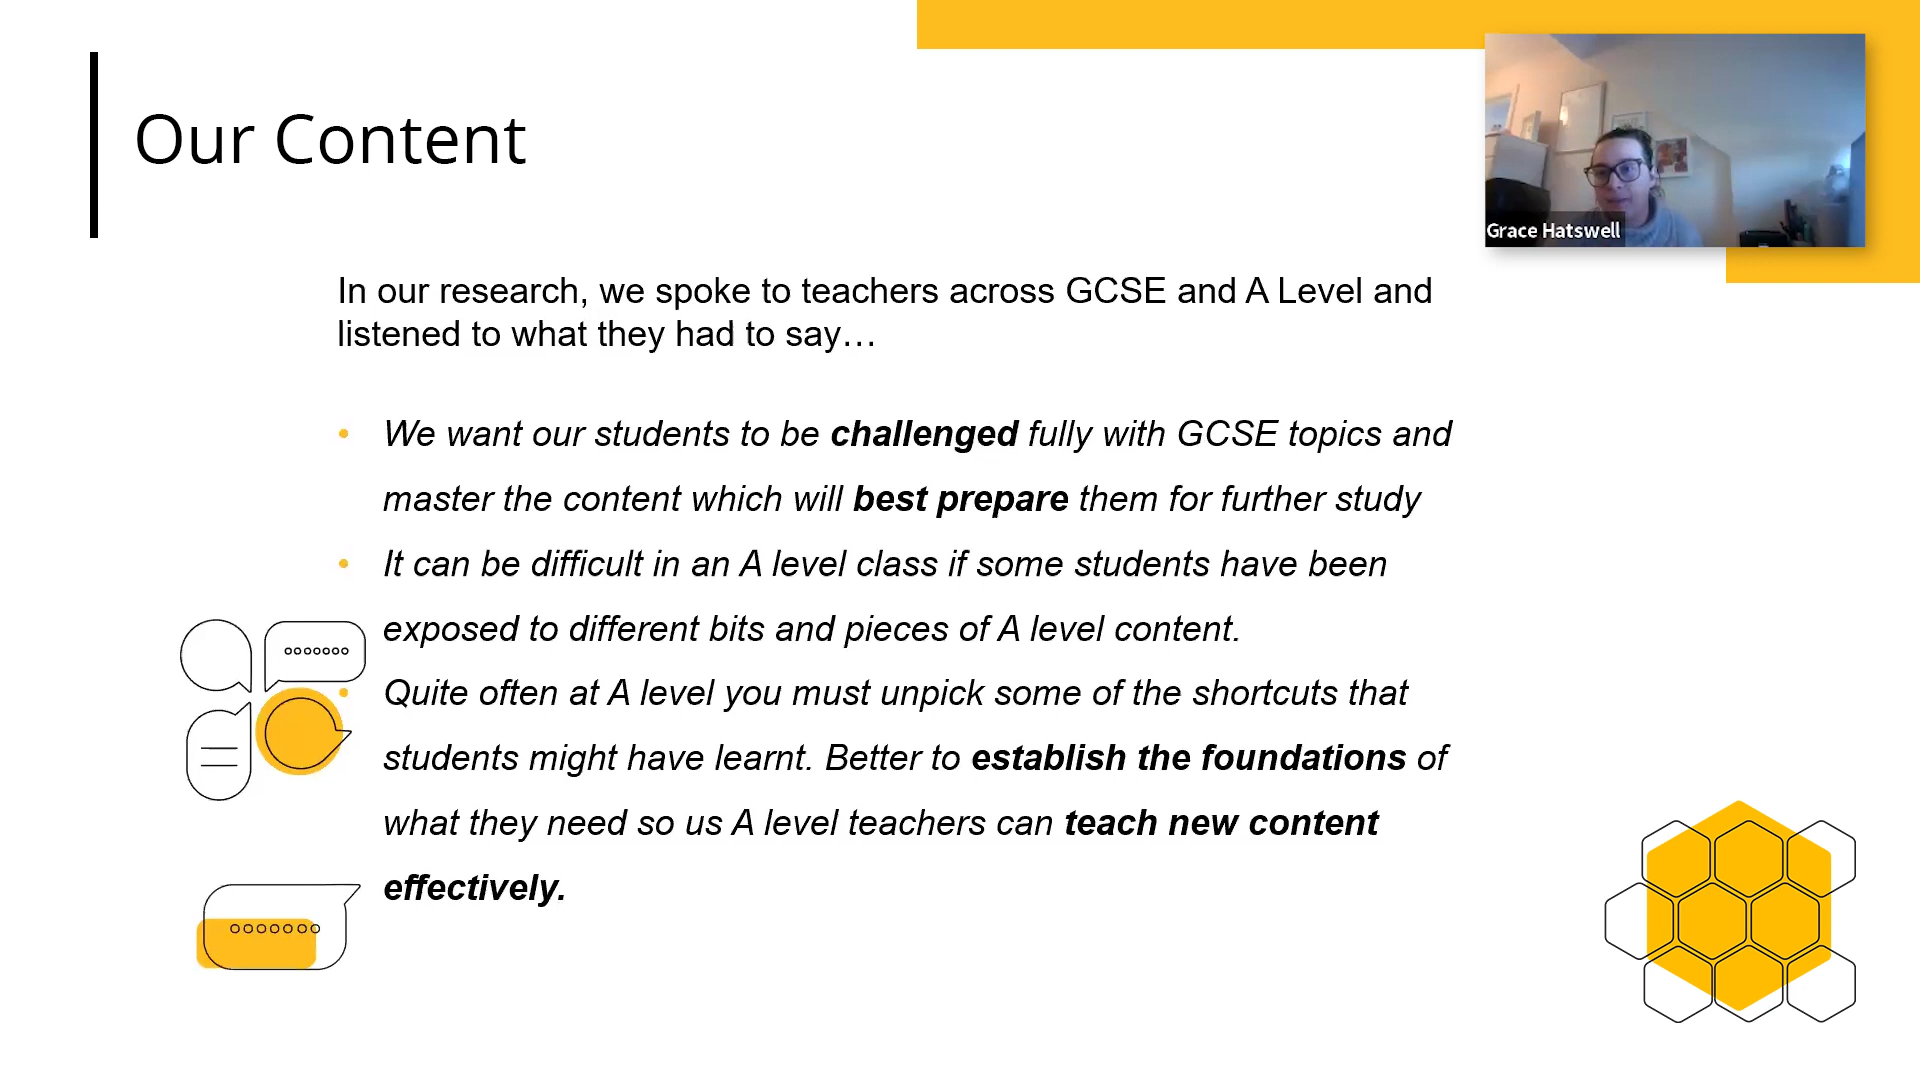 Our Content
Grace Hatswell
In our research, we spoke to teachers across GCSE and A Level and
listened to what they had to say…
• We want our students to be challenged fully with GCSE topics and
master the content which will best prepare them for further study
• It can be difficult in an A level class if some students have been
exposed to different bits and pieces of A level content.
• Quite often at A level you must unpick some of the shortcuts that
students might have learnt. Better to establish the foundations of
what they need so us A level teachers can teach new content
effectively.